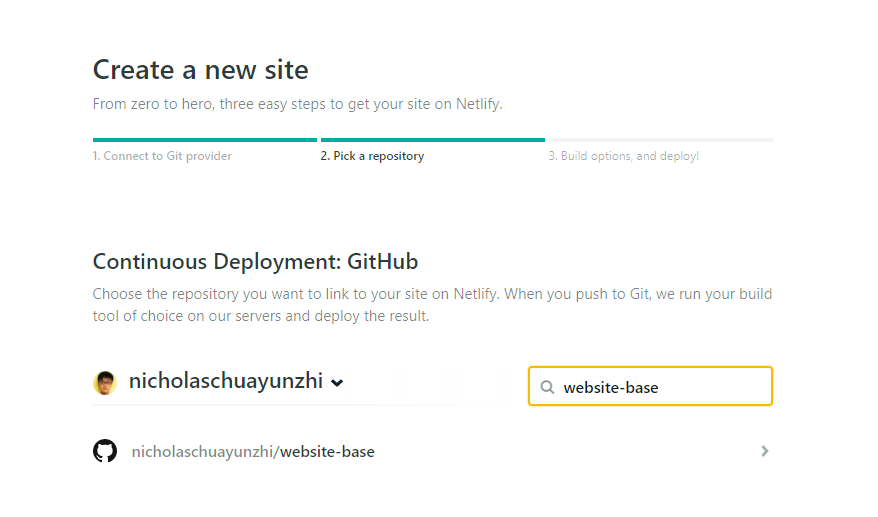 Create a new site
From zero to hero, three easy steps to get your site on Netlify.
1. Connect to Git provider
2. Pick a repository
3. Build options, and deploy!
Continuous Deployment: GitHub
Choose the repository you want to link to your site on Netlify. When you push to Git, we run your build
tool of choice on our servers and deploy the result.
nicholaschuayunzhi
website-base
nicholaschuayunzhi/website-base